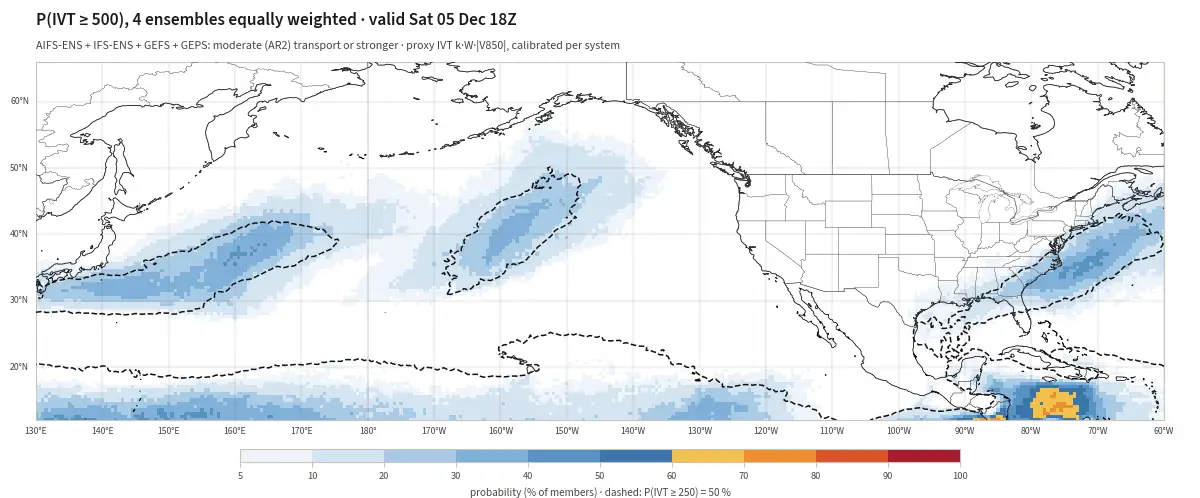 P(IVT ≥ 500), 4 ensembles equally weighted · valid Sat 05 Dec 18Z
AIFS-ENS + IFS-ENS + GEFS + GEPS: moderate (AR2) transport or stronger · proxy IVT k·W·|V850|, calibrated per system
60°N
50°N
40°N
30°N
20°N
130°E 140°E 150°E 160°E 170°E 180° 170°W 160°W 150°W 140°W 130°W 120°W 110°W 100°W 90°W 80°W 70°W 60°W
5 10 20 30 40 50 60 70 80 90 100
probability (% of members) · dashed: P(IVT ≥ 250) = 50 %